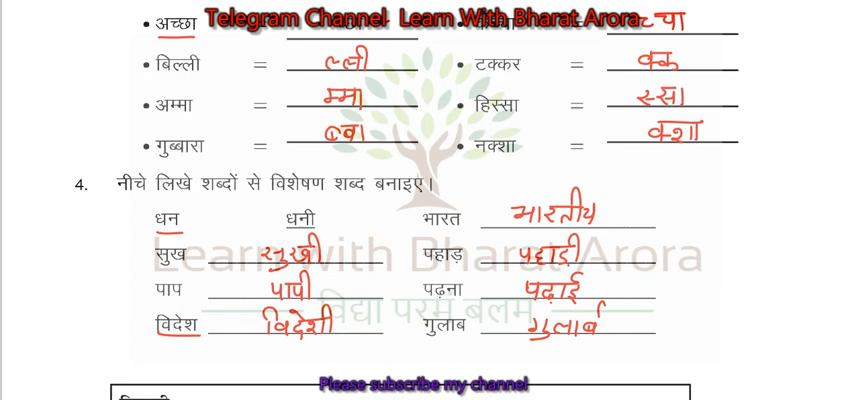 Telegram Channel Learn With Bharat Arora
• अच्छा ट्चा
• बिल्ली = ल्ली • टक्कर = क्क
• अम्मा = म्मा • हिस्सा = स्सा
• गुब्बारा = ब्बा • नक्शा = क्शा
4. नीचे लिखे शब्दों से विशेषण शब्द बनाइए।
धन धनी भारत भारतीय
सुख सुखी पहाड़ पहाड़ी
Learn with Bharat Arora
पाप पापी पढ़ना पढ़ाई
विद्या परम बलम
विदेश विदेशी गुलाब गुलाब
Please subscribe my channel